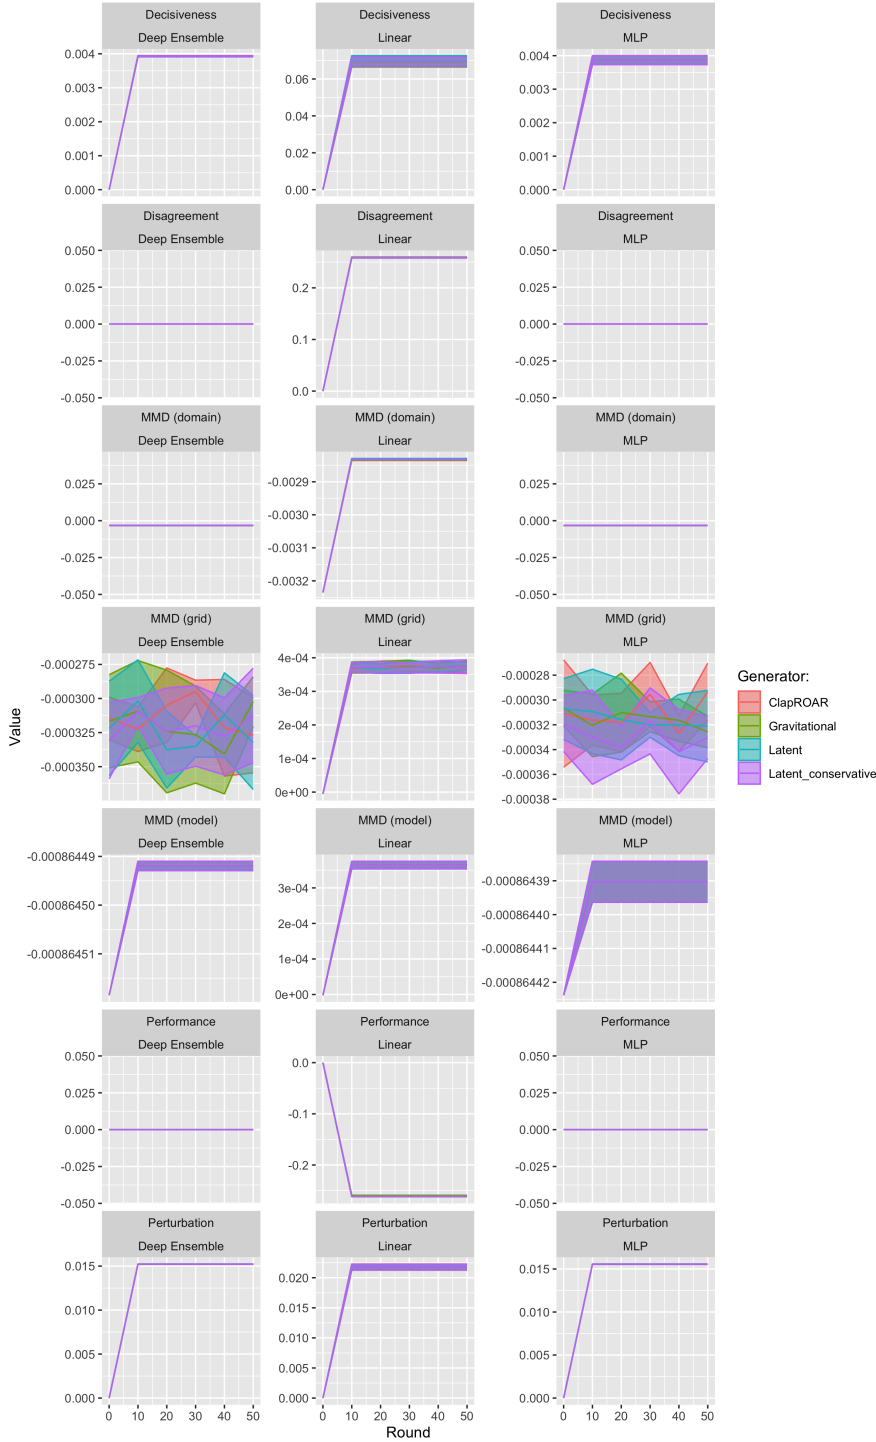 Decisiveness Decisiveness Decisiveness
Deep Ensemble Linear MLP
0.004 0.06 0.004
0.003 0.04 0.003
0.002 0.02 0.002
0.001 0.00 0.001
0.000 0.000
Disagreement Disagreement Disagreement
Deep Ensemble Linear MLP
0.050 0.2 0.050
0.025 0.1 0.025
0.000 0.0 0.000
-0.025 -0.025
-0.050 -0.050
MMD (domain) MMD (domain) MMD (domain)
Deep Ensemble Linear MLP
0.025 -0.0029 0.025
0.000 -0.0030 0.000
-0.025 -0.0031 -0.025
-0.050 -0.0032 -0.050
MMD (grid) MMD (grid) MMD (grid)
Deep Ensemble Linear MLP
-0.000275 4e-04 -0.00028
-0.000300 3e-04 -0.00030
-0.000325 2e-04 -0.00032
-0.000350 1e-04 -0.00034
0e+00 -0.00036
-0.00038
MMD (model) MMD (model) MMD (model)
Deep Ensemble Linear MLP
-0.00086449 3e-04 -0.00086439
-0.00086450 2e-04 -0.00086440
-0.00086451 1e-04 -0.00086441
0e+00 -0.00086442
Performance Performance Performance
Deep Ensemble Linear MLP
0.050 0.0 0.050
0.025 -0.1 0.025
0.000 -0.2 0.000
-0.025 -0.025
-0.050 -0.050
Perturbation Perturbation Perturbation
Deep Ensemble Linear MLP
0.015 0.020 0.015
0.010 0.015 0.010
0.005 0.010 0.005
0.000 0.005 0.000
0.000
0 10 20 30 40 50 0 10 20 30 40 50 0 10 20 30 40 50
Round
Value
Generator:
ClapROAR
Gravitational
Latent
Latent_conservative